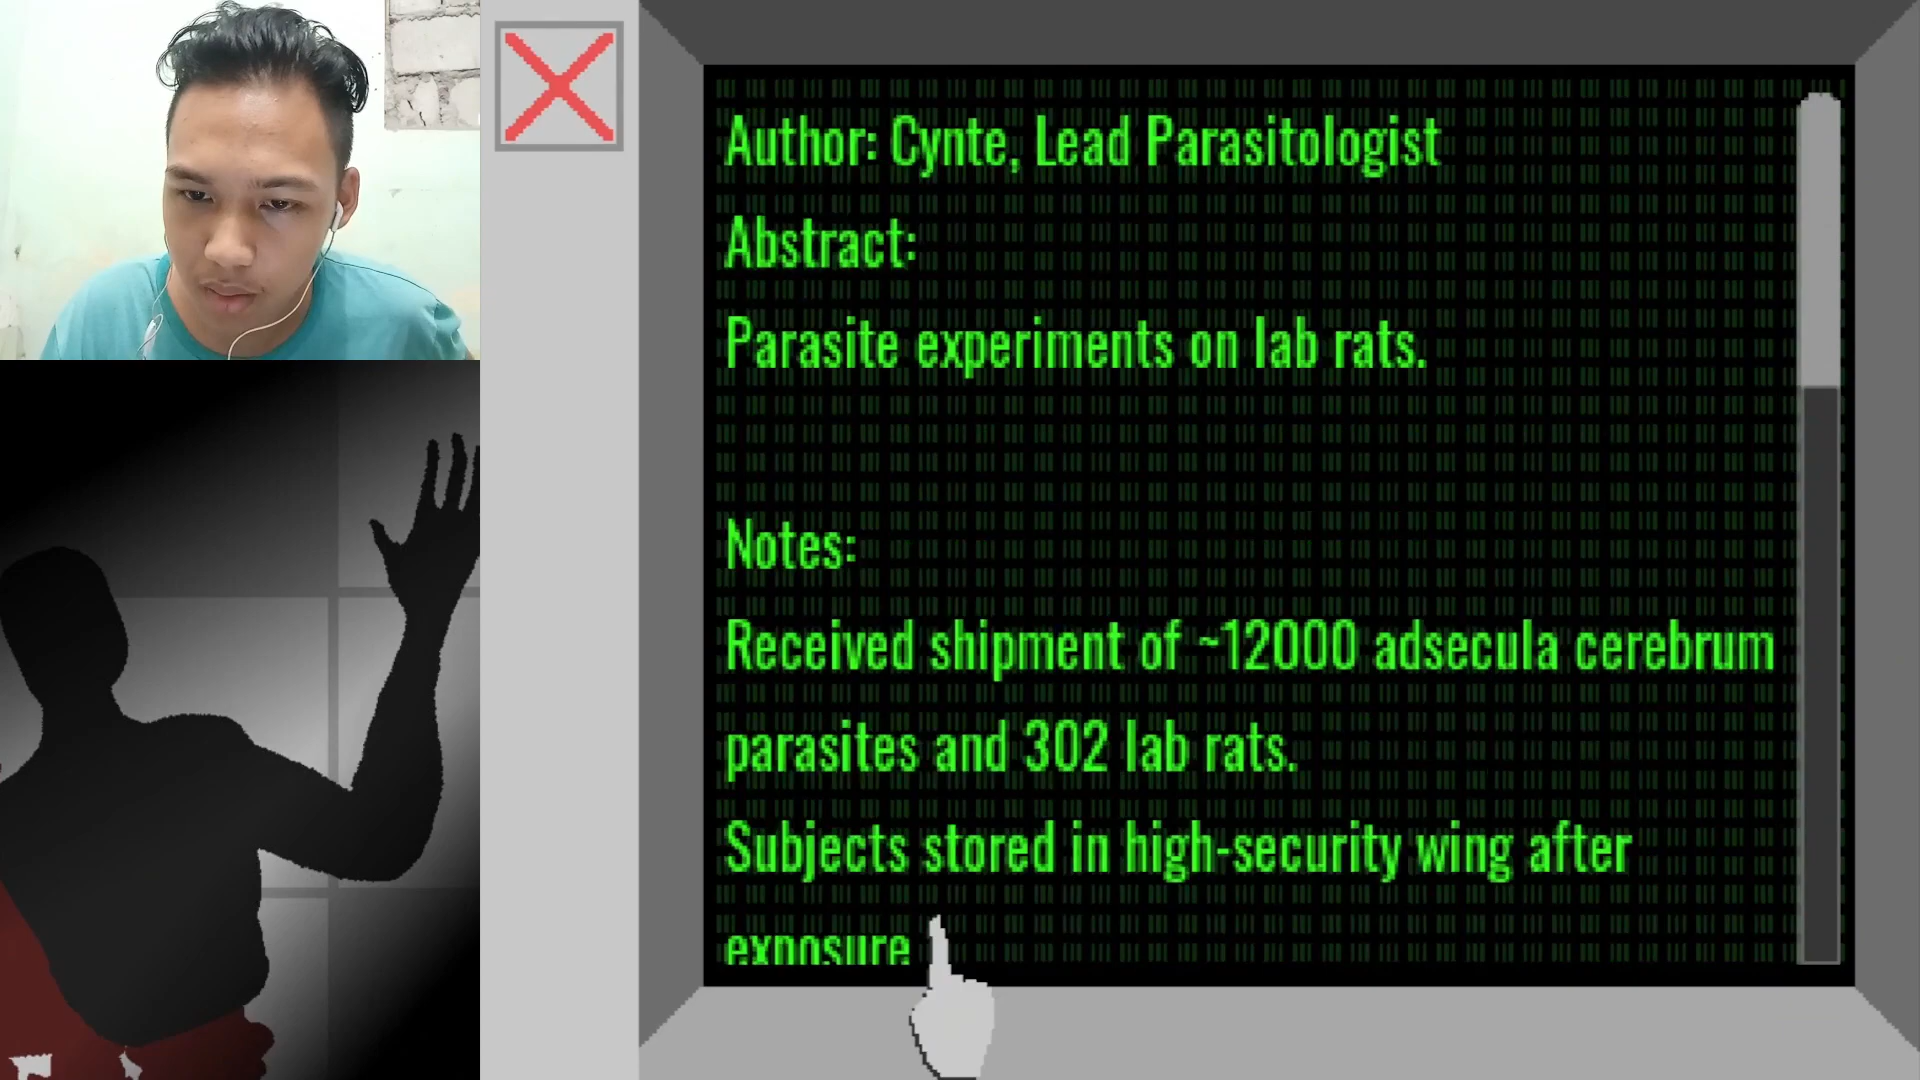 Author: Cynte, Lead Parasitologist
Abstract:
Parasite experiments on lab rats.
Notes:
Received shipment of ~12000 adsecula cerebrum
parasites and 302 lab rats.
Subjects stored in high-security wing after
exposure